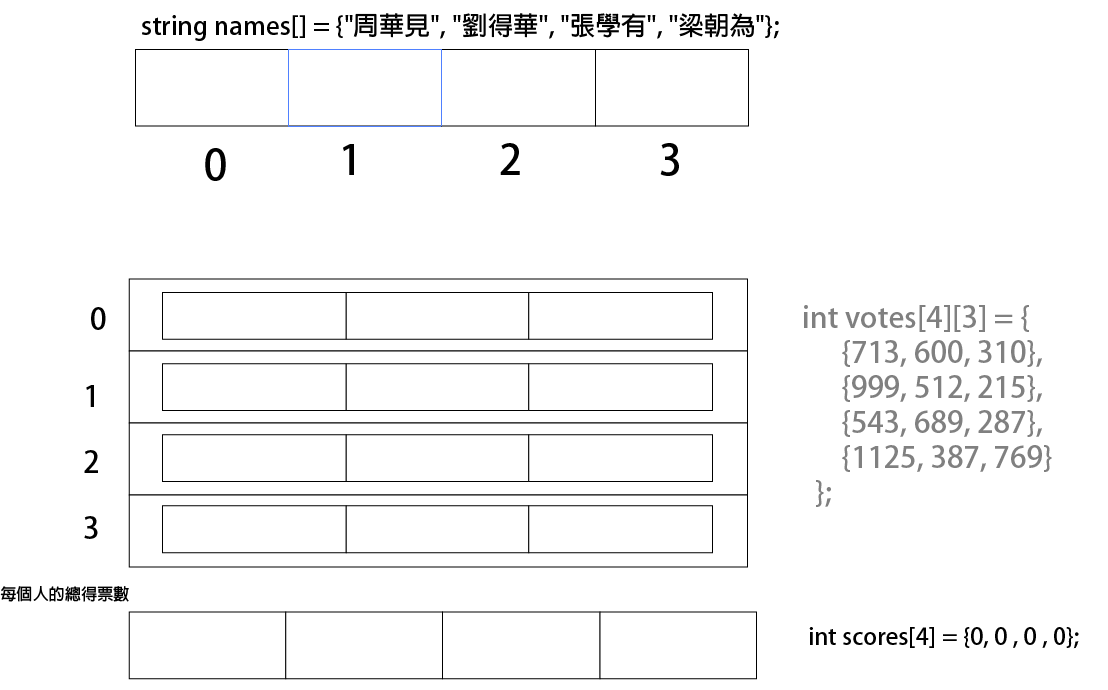 string names[] = {"周華見", "劉得華", "張學有", "梁朝為"};
0 1 2 3
0
1
2
3
int votes[4][3] = {
{713, 600, 310},
{999, 512, 215},
{543, 689, 287},
{1125, 387, 769}
};
每個人的總得票數
int scores[4] = {0, 0 , 0 , 0};